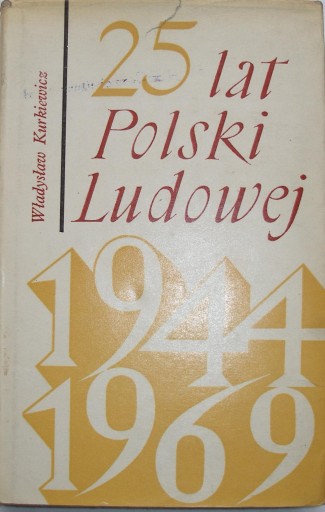 Władysław Kurkiewicz
25 lat
Polski
Ludowej
1944
1969